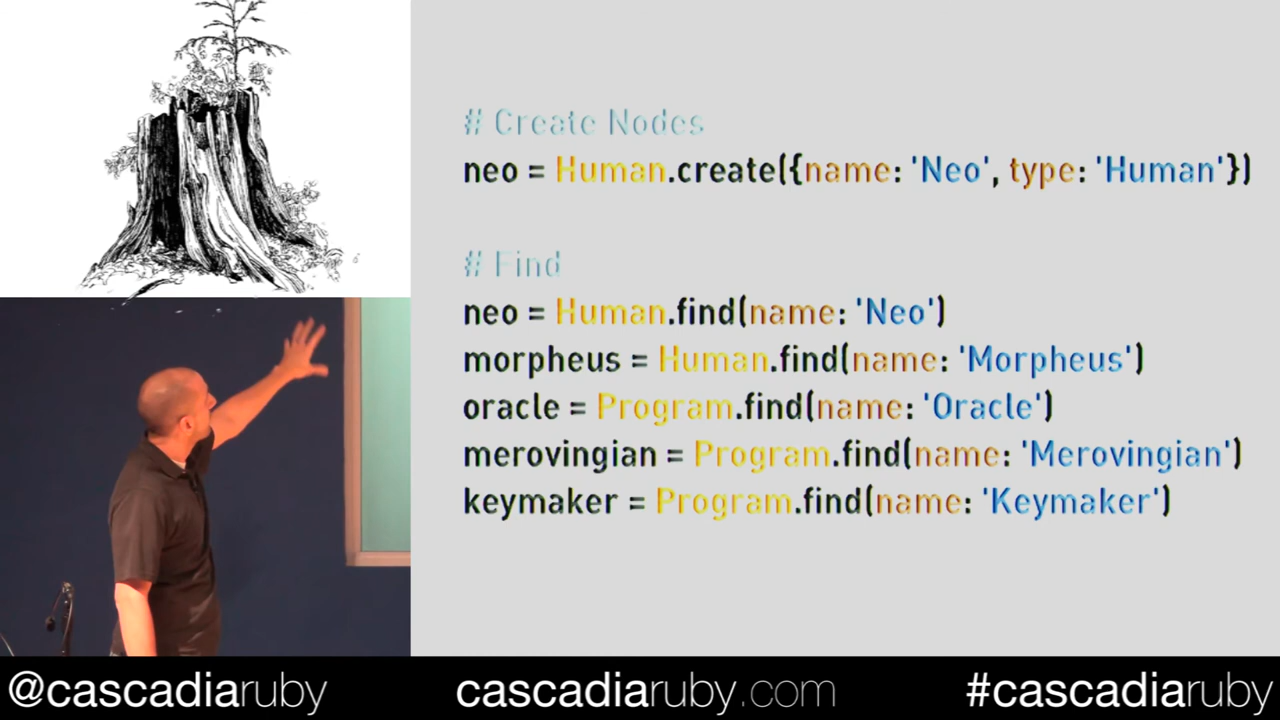 # Create Nodes
neo = Human.create({name: 'Neo', type: 'Human'})
# Find
neo = Human.find(name: 'Neo')
morpheus = Human.find(name: 'Morpheus')
oracle = Program.find(name: 'Oracle')
merovingian = Program.find(name: 'Merovingian')
keymaker = Program.find(name: 'Keymaker')
@cascadiaruby cascadiaruby.com #cascadiaruby